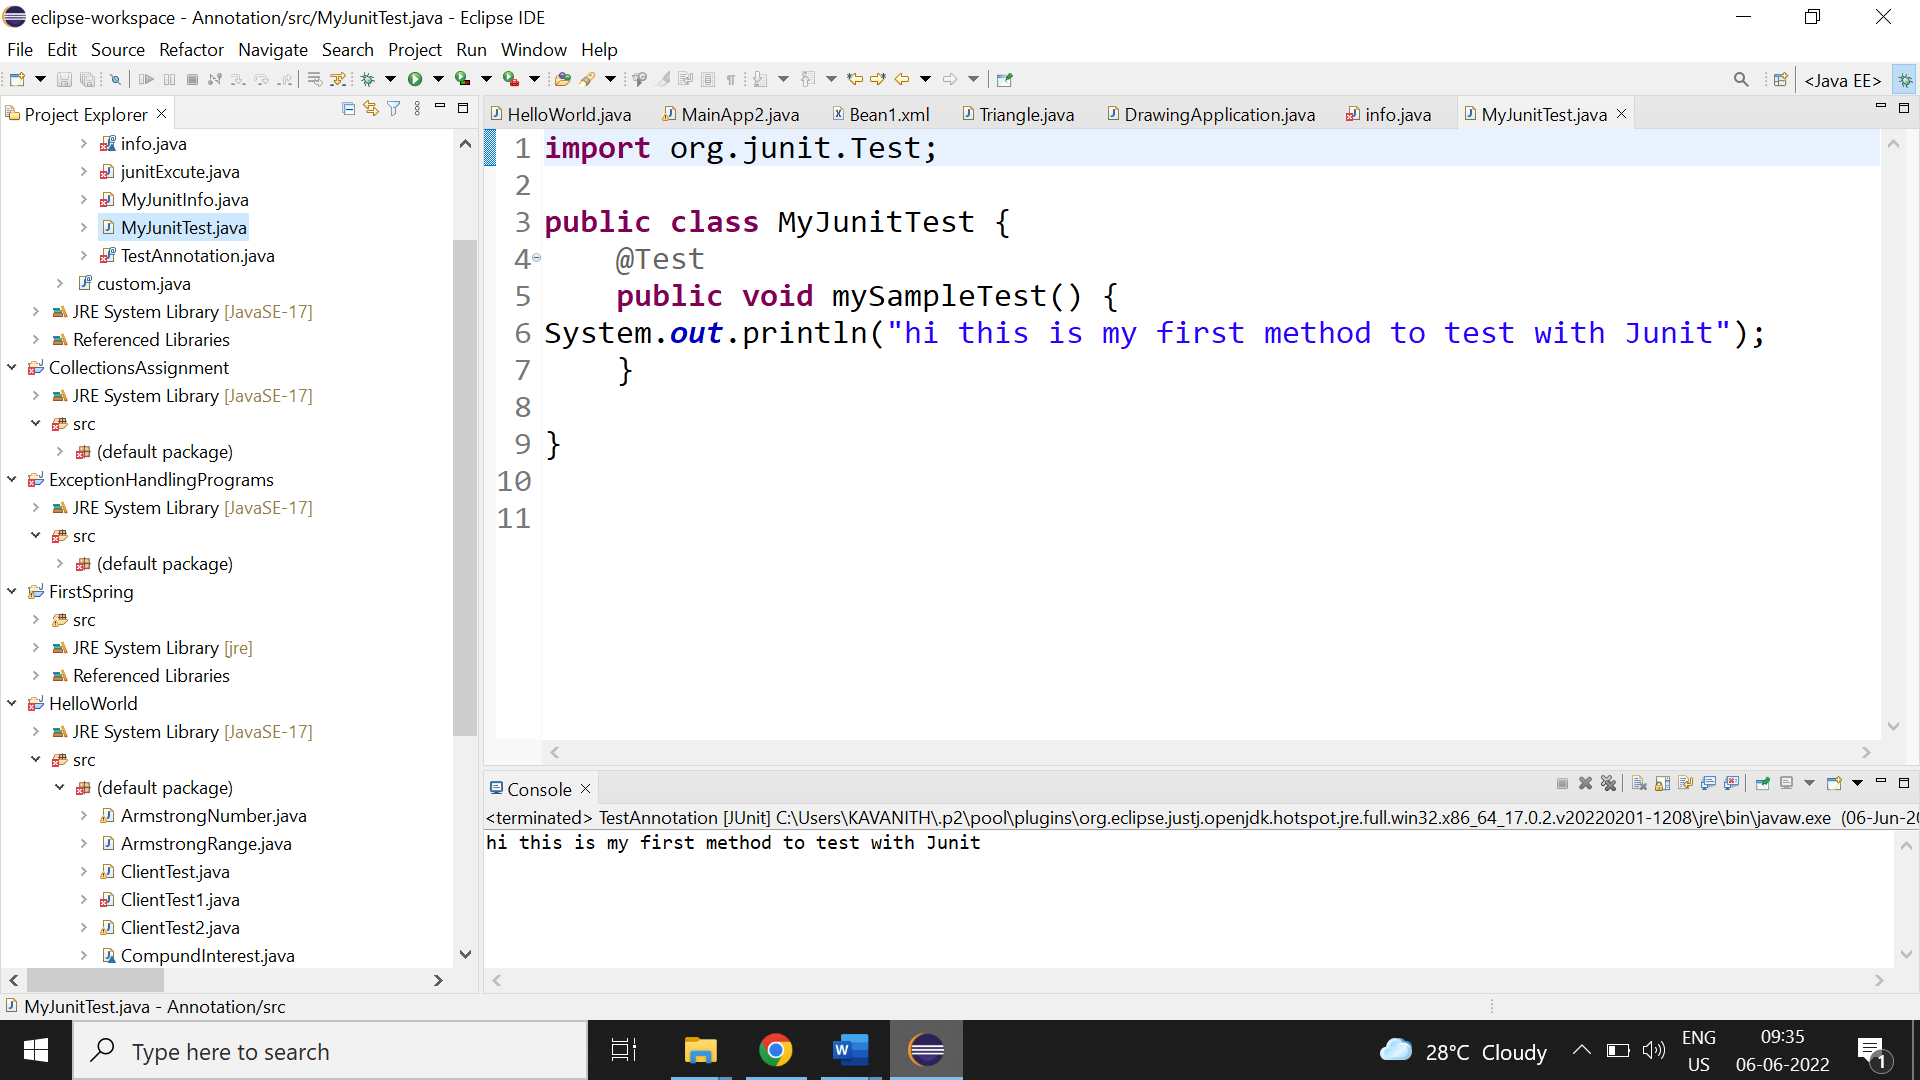 eclipse-workspace - Annotation/src/MyJunitTest.java - Eclipse IDE
File Edit Source Refactor Navigate Search Project Run Window Help
<Java EE>
Project Explorer
info.java
junitExcute.java
MyJunitInfo.java
MyJunitTest.java
TestAnnotation.java
custom.java
JRE System Library [JavaSE-17]
Referenced Libraries
CollectionsAssignment
JRE System Library [JavaSE-17]
src
(default package)
ExceptionHandlingPrograms
JRE System Library [JavaSE-17]
src
(default package)
FirstSpring
src
JRE System Library [jre]
Referenced Libraries
HelloWorld
JRE System Library [JavaSE-17]
src
(default package)
ArmstrongNumber.java
ArmstrongRange.java
ClientTest.java
ClientTest1.java
ClientTest2.java
CompundInterest.java
HelloWorld.java MainApp2.java Bean1.xml Triangle.java DrawingApplication.java info.java MyJunitTest.java
1 import org.junit.Test;
2
3 public class MyJunitTest {
4 @Test
5 public void mySampleTest() {
6 System.out.println("hi this is my first method to test with Junit");
7 }
8
9 }
10
11
Console
<terminated> TestAnnotation [JUnit] C:\Users\KAVANITH\.p2\pool\plugins\org.eclipse.justj.openjdk.hotspot.jre.full.win32.x86_64_17.0.2.v20220201-1208\jre\bin\javaw.exe (06-Jun-20
hi this is my first method to test with Junit
MyJunitTest.java - Annotation/src
Type here to search
28°C Cloudy
ENG
US
09:35
06-06-2022
1